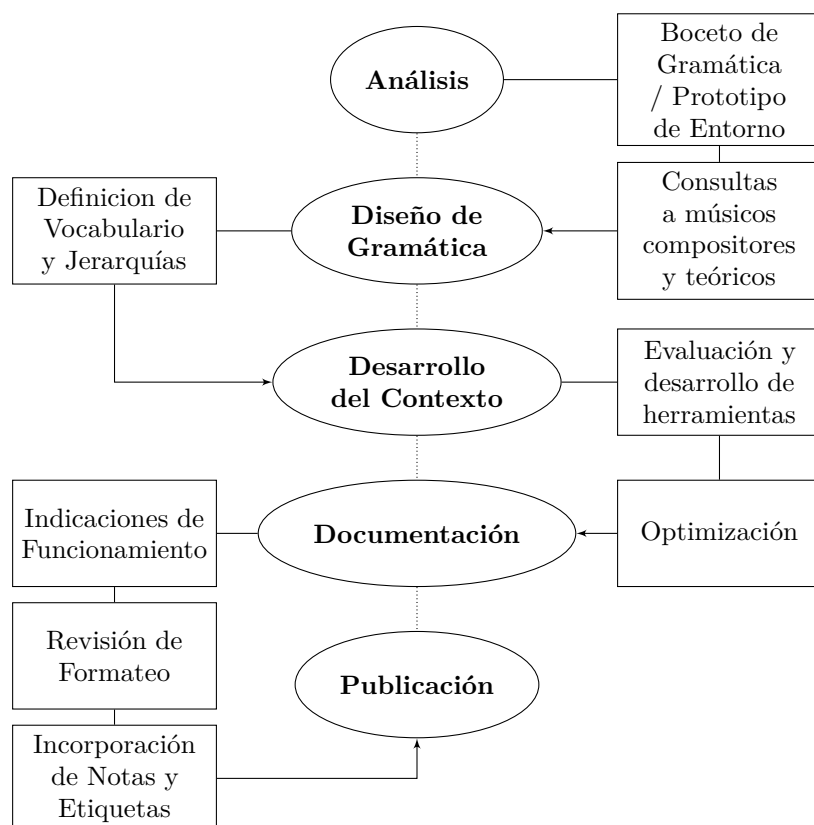 Análisis
Boceto de
Gramática
/ Prototipo
de Entorno
Definicion de
Vocabulario
y Jerarquías
Diseño de
Gramática
Consultas
a músicos
compositores
y teóricos
Desarrollo
del Contexto
Evaluación y
desarrollo de
herramientas
Indicaciones de
Funcionamiento
Documentación
Optimización
Revisión de
Formateo
Publicación
Incorporación
de Notas y
Etiquetas